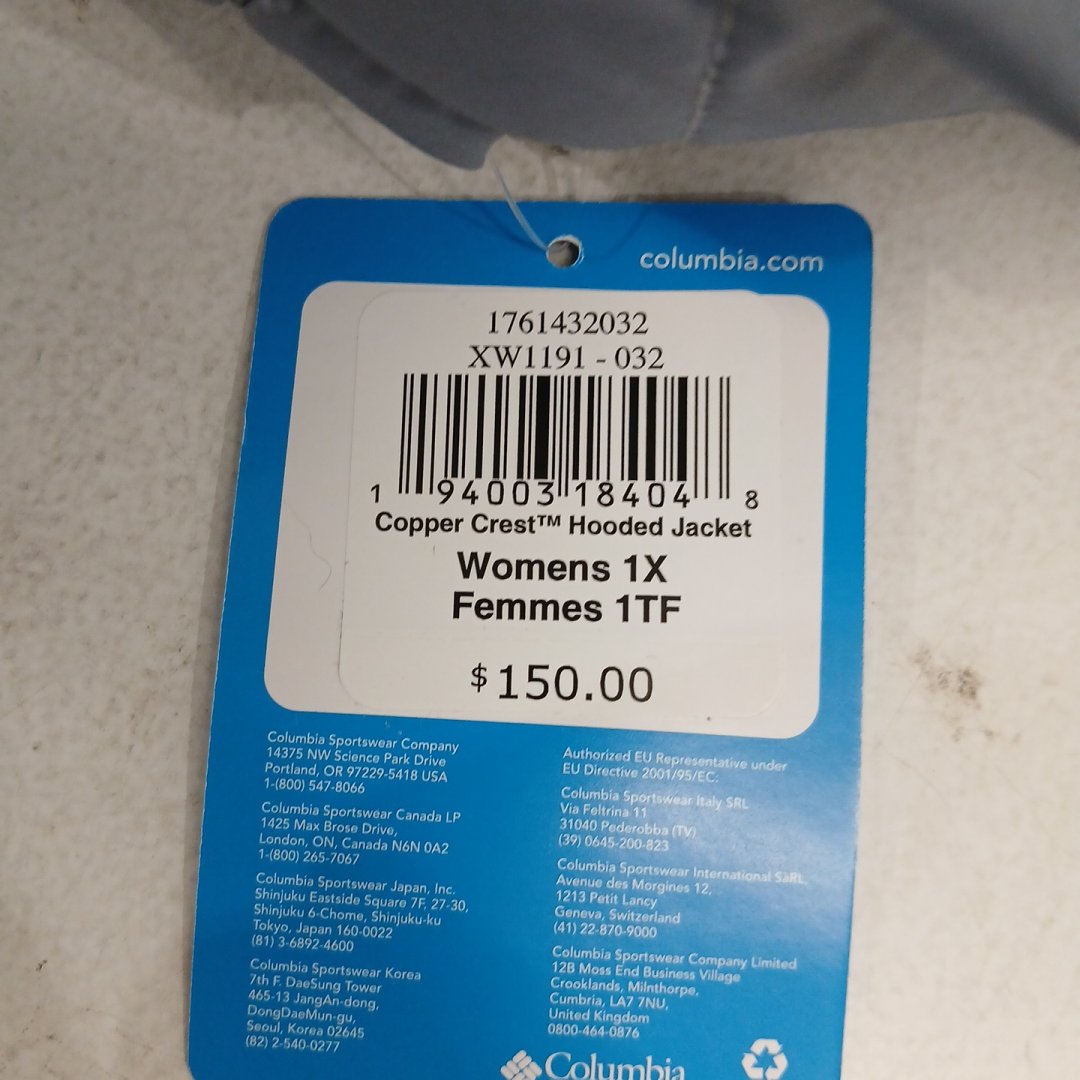 columbia.com
1761432032
XW1191 - 032
1 94003 18404 8
Copper Crest™ Hooded Jacket
Womens 1X
Femmes 1TF
$150.00
Columbia Sportswear Company
14375 NW Science Park Drive
Portland, OR 97229-5418 USA
1-(800) 547-8066
Columbia Sportswear Canada LP
1425 Max Brose Drive,
London, ON, Canada N6N 0A2
1-(800) 265-7067
Columbia Sportswear Japan, Inc.
Shinjuku Eastside Square 7F, 27-30,
Shinjuku 6-Chome, Shinjuku-ku
Tokyo, Japan 160-0022
(81) 3-6892-4600
Columbia Sportswear Korea
7th F. DaeSung Tower
465-13 JangAn-dong,
DongDaeMun-gu,
Seoul, Korea 02645
(82) 2-540-0277
Authorized EU Representative under
EU Directive 2001/95/EC:
Columbia Sportswear Italy SRL
Via Feltrina 11
31040 Pederobba (TV)
(39) 0645-200-823
Columbia Sportswear International SàRL,
Avenue des Morgines 12,
1213 Petit Lancy
Geneva, Switzerland
(41) 22-870-9000
Columbia Sportswear Company Limited
12B Moss End Business Village
Crooklands, Milnthorpe,
Cumbria, LA7 7NU,
United Kingdom
0800-464-0876
Columbia